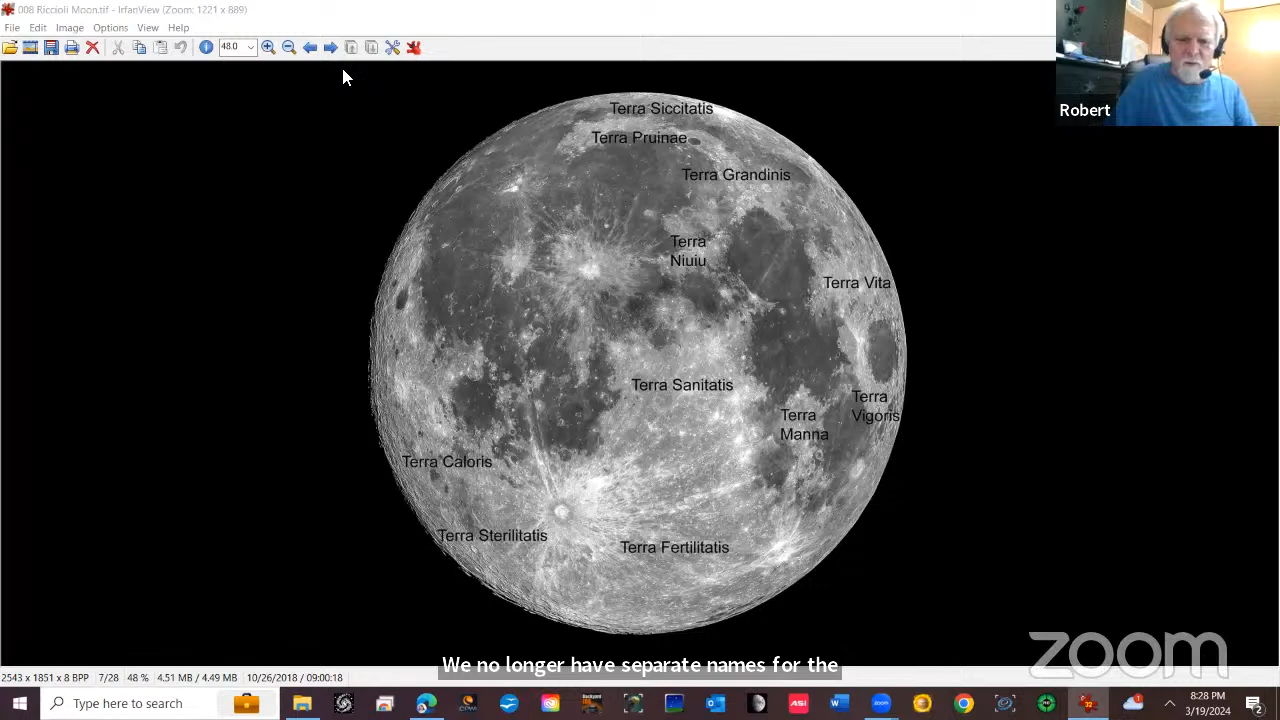 008 Riccioli Moon.tif - IrfanView (Zoom: 1221 x 889)
File Edit Image Options View Help
48.0
Robert
Terra Siccitatis
Terra Pruinae
Terra Grandinis
Terra
Niuiu
Terra Vita
Terra Sanitatis
Terra
Vigoris
Terra
Manna
Terra Caloris
Terra Sterilitatis
Terra Fertilitatis
zoom
We no longer have separate names for the
2543 x 1851 x 8 BPP 7/20 48 % 4.51 MB / 4.49 MB 10/26/2018 / 09:00:10
Type here to search
ASI
W
8:28 PM
3/19/2024